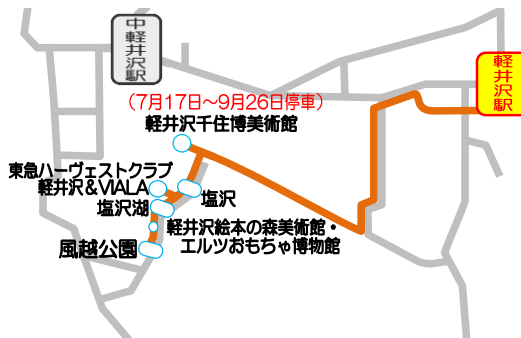 中軽井沢駅
軽井沢駅
（7月17日～9月26日停車）
軽井沢千住博美術館
東急ハーヴェストクラブ
軽井沢＆VIALA
塩沢
塩沢湖
軽井沢絵本の森美術館・
エルツおもちゃ博物館
風越公園